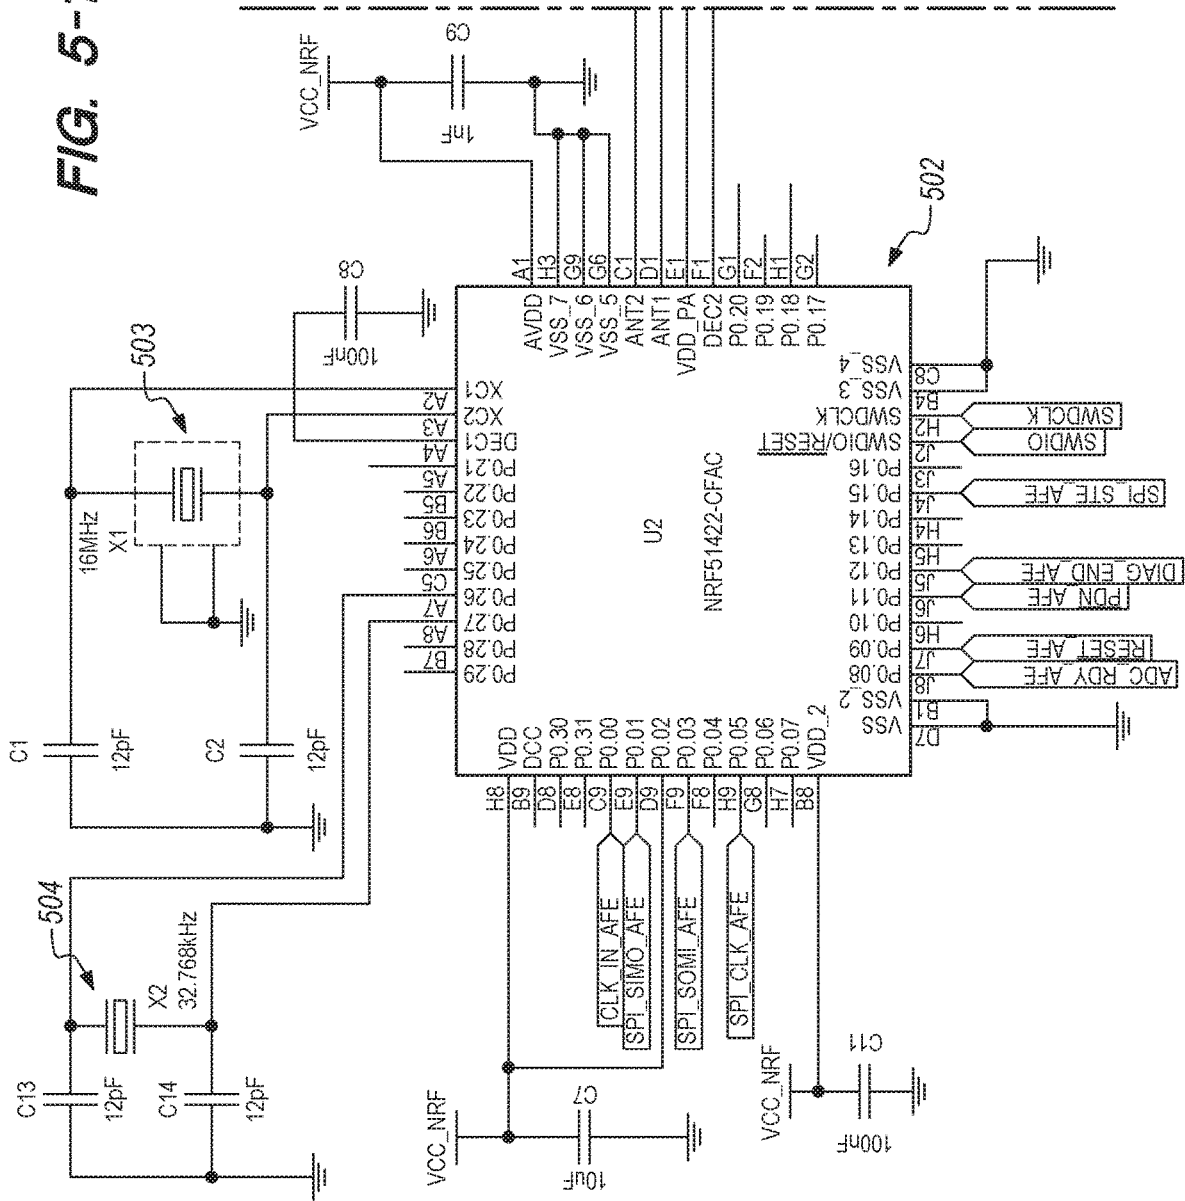 FIG. 5-
VCC_NRF
C9
1nF
C8
100nF
503
502
16MHz
X1
C1
12pF
C2
12pF
504
X2
32.768kHz
C13
12pF
C14
12pF
U2
NRF51422-CFAC
A2 XC1
A3 XC2
A4 DEC1
A5 P0.21
B5 P0.22
B6 P0.23
A6 P0.24
C5 P0.25
A7 P0.26
A8 P0.27
B7 P0.28
P0.29
A1 AVDD
H3 VSS_7
G9 VSS_6
G6 VSS_5
C1 ANT2
D1 ANT1
E1 VDD_PA
F1 DEC2
G1 P0.20
F2 P0.19
H1 P0.18
G2 P0.17
VSS_4 C8
VSS_3 B4
SWDCLK H2
SWDIO/RESET J2
P0.16 J3
P0.15 J4
P0.14 H4
P0.13 H5
P0.12 J5
P0.11 J6
P0.10 H6
P0.09 J7
P0.08 J8
VSS_2 B1
VSS D7
SWDCLK
SWDIO
SPI_STE_AFE
DIAG_END_AFE
PDN_AFE
RESET_AFE
ADC_RDY_AFE
H8 VDD
B9 DCC
D8 P0.30
E8 P0.31
C9 P0.00
E9 P0.01
D9 P0.02
F9 P0.03
F8 P0.04
H9 P0.05
G8 P0.06
H7 P0.07
B8 VDD_2
CLK_IN_AFE
SPI_SIMO_AFE
SPI_SOMI_AFE
SPI_CLK_AFE
VCC_NRF
C7
10uF
VCC_NRF
C11
100nF